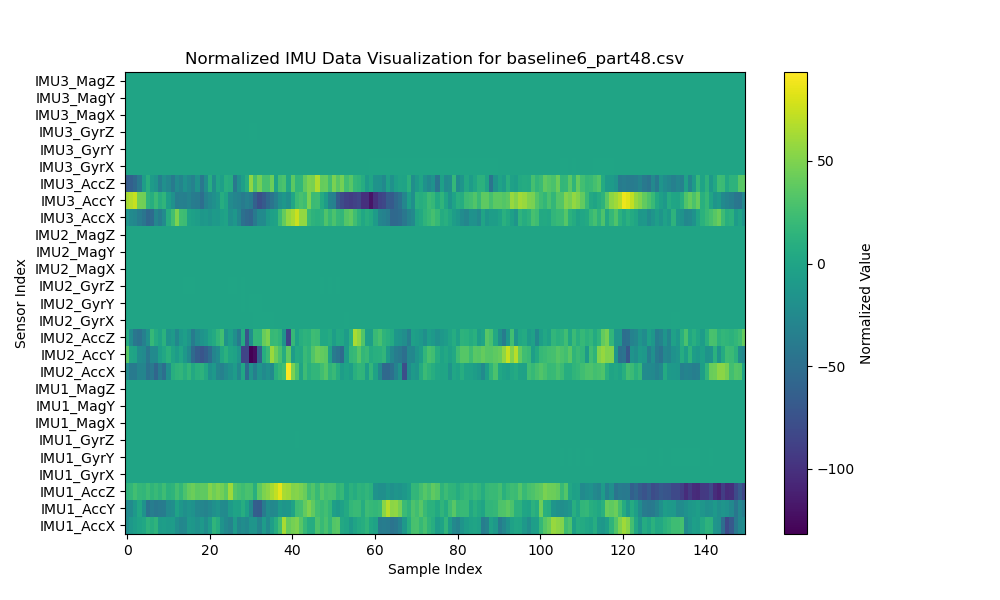 Normalized IMU Data Visualization for baseline6_part48.csv
IMU3_MagZ
IMU3_MagY
IMU3_MagX
IMU3_GyrZ
IMU3_GyrY
IMU3_GyrX
IMU3_AccZ
IMU3_AccY
IMU3_AccX
IMU2_MagZ
IMU2_MagY
IMU2_MagX
IMU2_GyrZ
IMU2_GyrY
IMU2_GyrX
IMU2_AccZ
IMU2_AccY
IMU2_AccX
IMU1_MagZ
IMU1_MagY
IMU1_MagX
IMU1_GyrZ
IMU1_GyrY
IMU1_GyrX
IMU1_AccZ
IMU1_AccY
IMU1_AccX
Sensor Index
0 20 40 60 80 100 120 140
Sample Index
50
0
−50
−100
Normalized Value